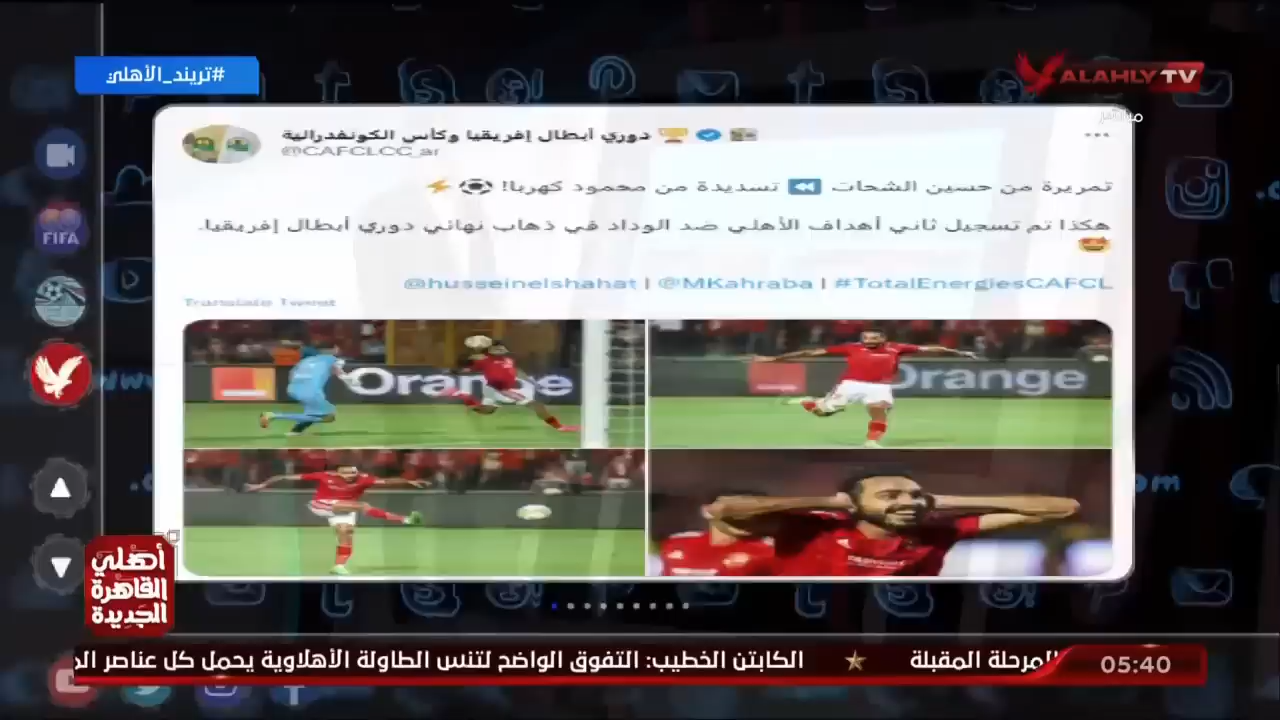 #تريند_الأهلي
ALAHLY TV
مباشر
دوري أبطال إفريقيا وكأس الكونفدرالية
@CAFCLCC_ar
تمريرة من حسين الشحات ⏪ تسديدة من محمود كهربا! ⚽ ⚡
هكذا تم تسجيل ثاني أهداف الأهلي ضد الوداد في ذهاب نهائي دوري أبطال إفريقيا.
🤩
@husseinelshahat | @MKahraba | #TotalEnergiesCAFCL
Translate Tweet
Orange
Orange
FIFA
أهلي
القاهرة
الجديدة
المرحلة المقبلة ★ الكابتن الخطيب: التفوق الواضح لتنس الطاولة الأهلاوية يحمل كل عناصر
05:40